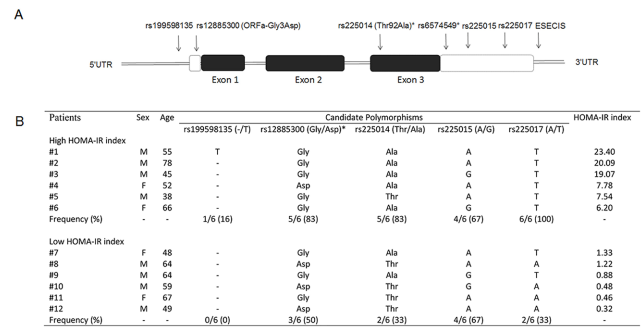 A
rs199598135 rs12885300 (ORFa-Gly3Asp) rs225014 (Thr92Ala)* rs6574549* rs225015 rs225017 ESECIS
5'UTR 3'UTR
Exon 1 Exon 2 Exon 3
B
Patients Sex Age Candidate Polymorphisms HOMA-IR index
rs199598135 (-/T) rs12885300 (Gly/Asp)* rs225014 (Thr/Ala) rs225015 (A/G) rs225017 (A/T)
High HOMA-IR index
#1 M 55 T Gly Ala A T 23.40
#2 M 78 - Gly Ala A T 20.09
#3 M 45 - Gly Ala G T 19.07
#4 F 52 - Asp Ala A T 7.78
#5 M 38 - Gly Thr A T 7.54
#6 F 66 - Gly Ala G T 6.20
Frequency (%) - - 1/6 (16) 5/6 (83) 5/6 (83) 4/6 (67) 6/6 (100) -
Low HOMA-IR index
#7 F 48 - Gly Ala A T 1.33
#8 M 64 - Asp Thr A A 1.22
#9 M 64 - Gly Ala G T 0.88
#10 M 59 - Asp Thr G A 0.48
#11 F 67 - Gly Thr A A 0.46
#12 M 49 - Asp Thr A A 0.32
Frequency (%) - - 0/6 (0) 3/6 (50) 2/6 (33) 4/6 (67) 2/6 (33) -